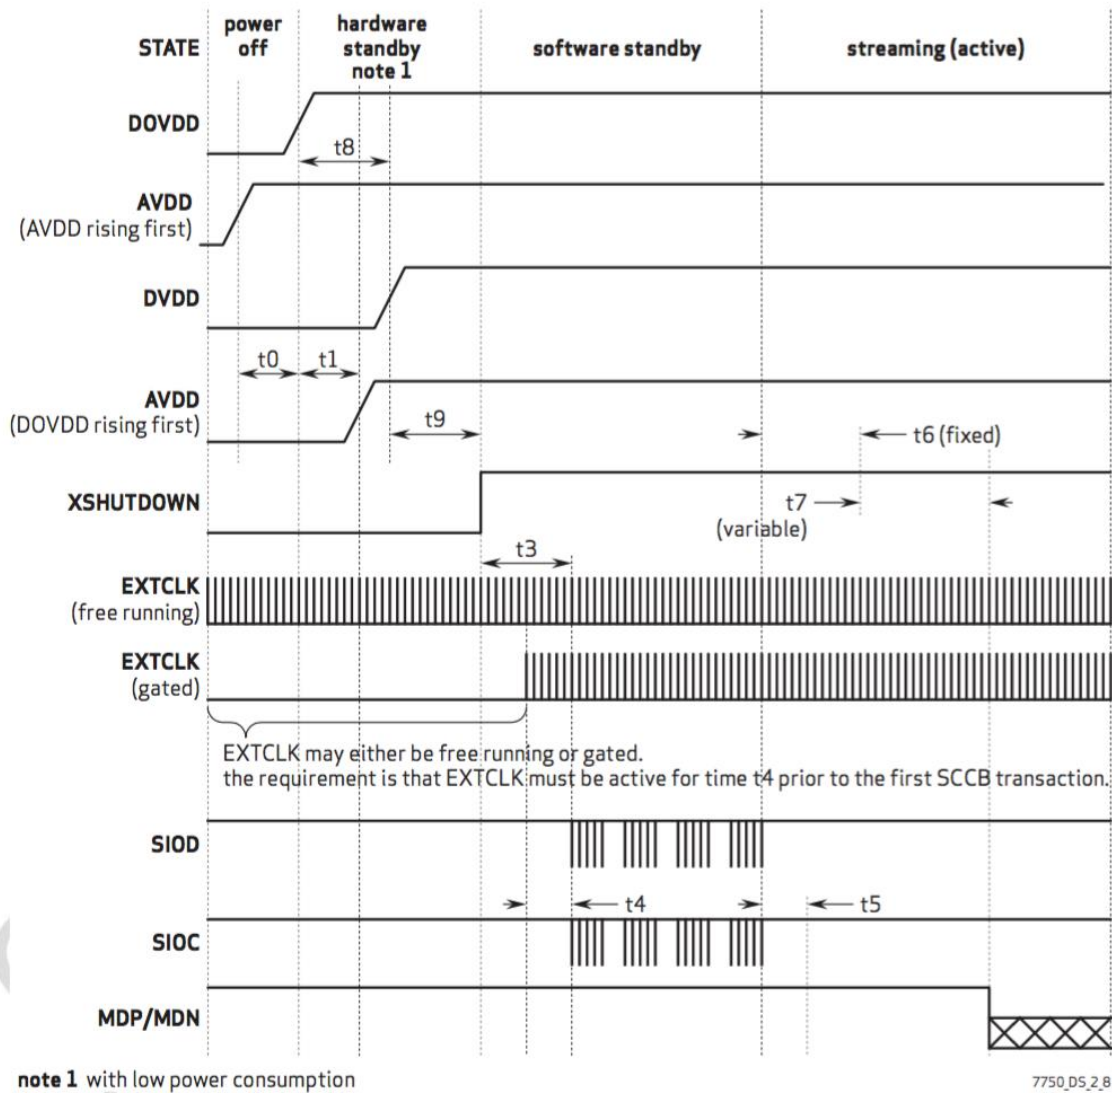 STATE
power
off
hardware
standby
note 1
software standby
streaming (active)
DOVDD
t8
AVDD
(AVDD rising first)
DVDD
t0
t1
AVDD
(DOVDD rising first)
t9
t6 (fixed)
XSHUTDOWN
t7
(variable)
t3
EXTCLK
(free running)
EXTCLK
(gated)
EXTCLK may either be free running or gated.
the requirement is that EXTCLK must be active for time t4 prior to the first SCCB transaction.
SIOD
t4
t5
SIOC
MDP/MDN
note 1 with low power consumption
7750_DS_2_8